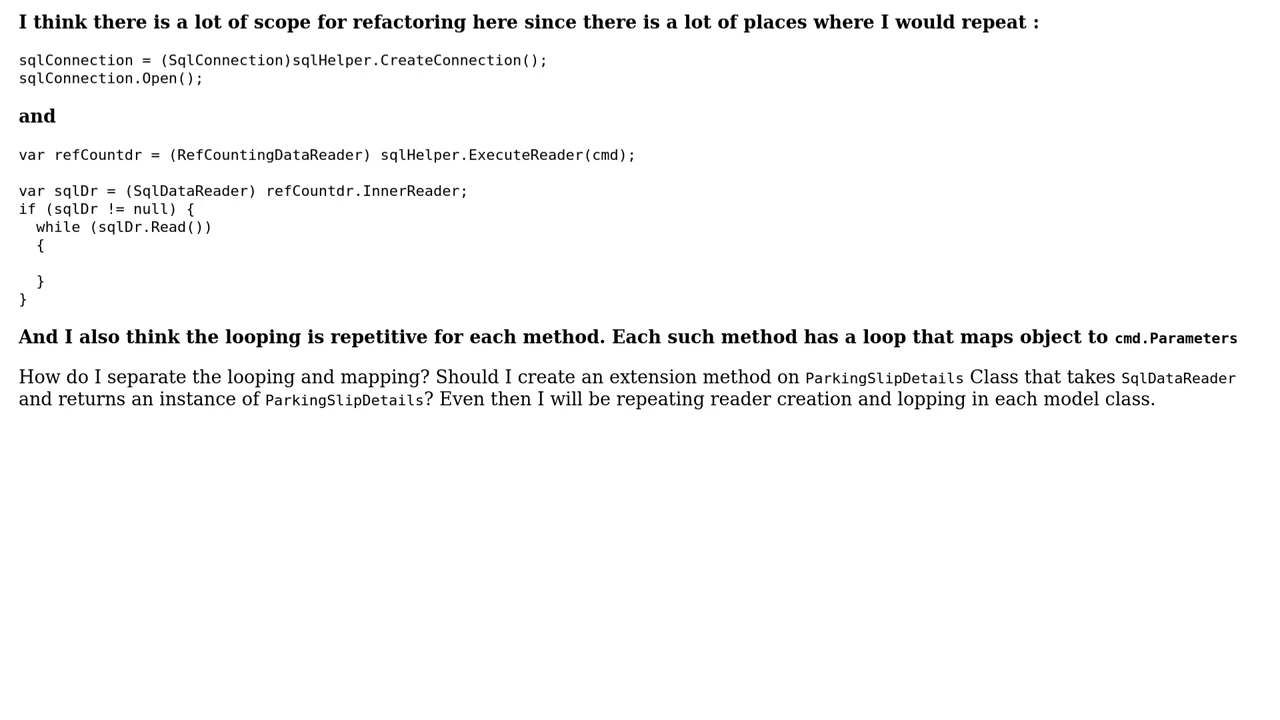 I think there is a lot of scope for refactoring here since there is a lot of places where I would repeat :
sqlConnection = (SqlConnection)sqlHelper.CreateConnection();
sqlConnection.Open();
and
var refCountdr = (RefCountingDataReader) sqlHelper.ExecuteReader(cmd);
var sqlDr = (SqlDataReader) refCountdr.InnerReader;
if (sqlDr != null) {
  while (sqlDr.Read())
  {
  }
}
And I also think the looping is repetitive for each method. Each such method has a loop that maps object to cmd.Parameters
How do I separate the looping and mapping? Should I create an extension method on ParkingSlipDetails Class that takes SqlDataReader
and returns an instance of ParkingSlipDetails? Even then I will be repeating reader creation and lopping in each model class.